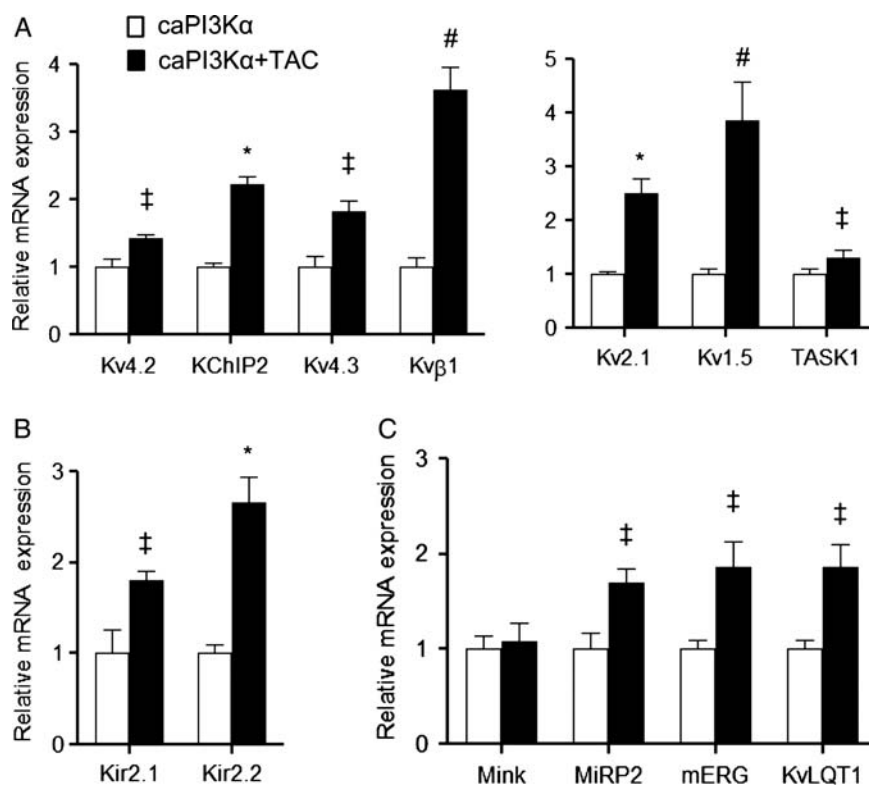 A
caPI3Kα
caPI3Kα+TAC
Relative mRNA expression
4
3
2
1
0
‡
*
‡
#
Kv4.2 KChIP2 Kv4.3 Kvβ1
5
4
3
2
1
0
*
#
‡
Kv2.1 Kv1.5 TASK1
B
Relative mRNA expression
3
2
1
0
‡
*
Kir2.1 Kir2.2
C
Relative mRNA expression
3
2
1
0
‡
‡
‡
Mink MiRP2 mERG KvLQT1